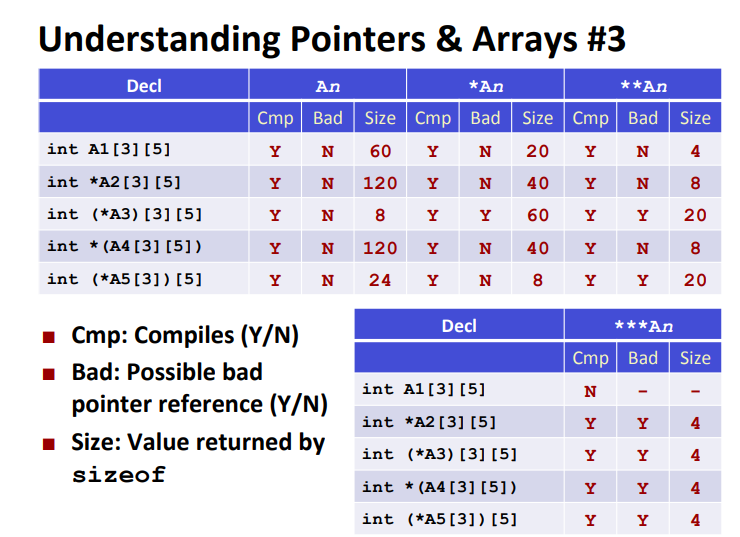 Understanding Pointers & Arrays #3
Decl An *An **An
Cmp Bad Size Cmp Bad Size Cmp Bad Size
int A1[3][5] Y N 60 Y N 20 Y N 4
int *A2[3][5] Y N 120 Y N 40 Y N 8
int (*A3)[3][5] Y N 8 Y Y 60 Y Y 20
int *(A4[3][5]) Y N 120 Y N 40 Y N 8
int (*A5[3])[5] Y N 24 Y N 8 Y Y 20
■ Cmp: Compiles (Y/N)
■ Bad: Possible bad
pointer reference (Y/N)
■ Size: Value returned by
sizeof
Decl ***An
Cmp Bad Size
int A1[3][5] N - -
int *A2[3][5] Y Y 4
int (*A3)[3][5] Y Y 4
int *(A4[3][5]) Y Y 4
int (*A5[3])[5] Y Y 4